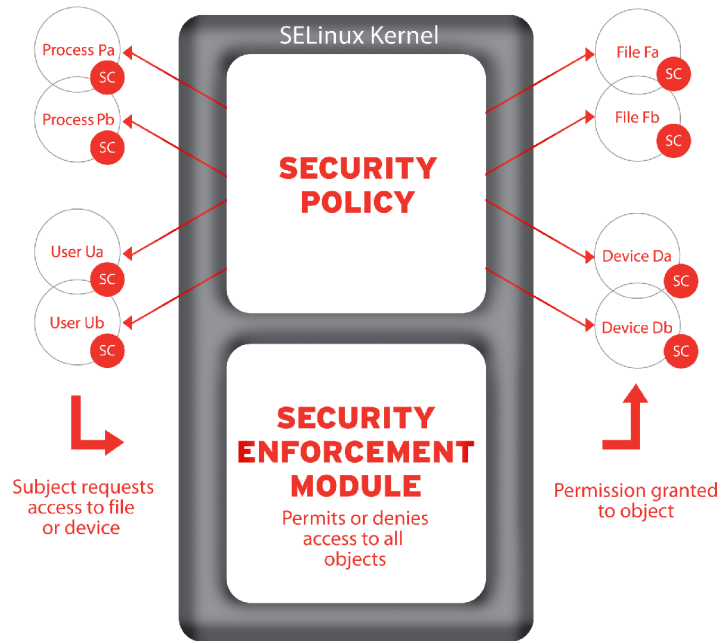 SELinux Kernel
Process Pa
SC
Process Pb
SC
User Ua
SC
User Ub
SC
Subject requests
access to file
or device
SECURITY
POLICY
SECURITY
ENFORCEMENT
MODULE
Permits or denies
access to all
objects
File Fa
SC
File Fb
SC
Device Da
SC
Device Db
SC
Permission granted
to object